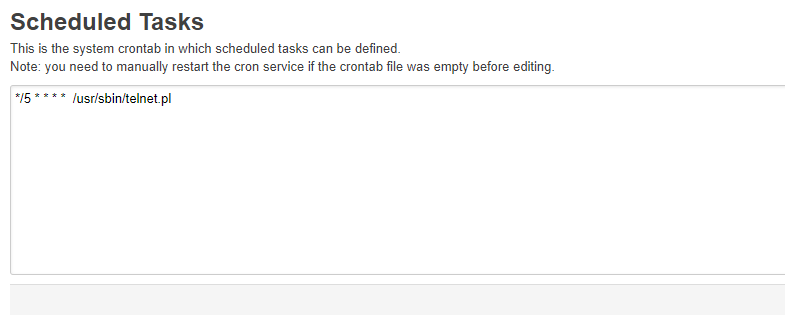 Scheduled Tasks
This is the system crontab in which scheduled tasks can be defined.
Note: you need to manually restart the cron service if the crontab file was empty before editing.
*/5 * * * *  /usr/sbin/telnet.pl